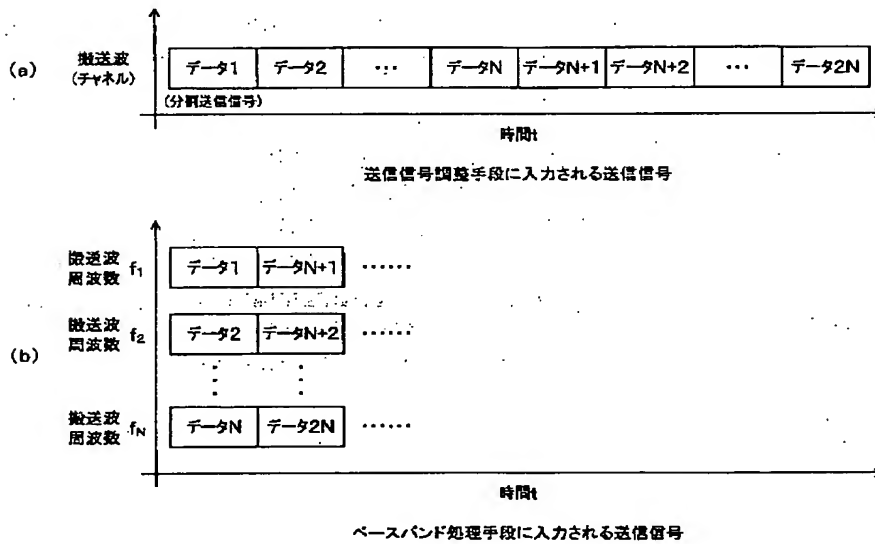 (a)
搬送波
(チャネル)
データ1 データ2 ... データN データN+1 データN+2 ... データ2N
(分割送信信号)
時間t
送信信号調整手段に入力される送信信号
(b)
搬送波
周波数 f1
データ1 データN+1 ……
搬送波
周波数 f2
データ2 データN+2 ……
搬送波
周波数 fN
データN データ2N ……
時間t
ベースバンド処理手段に入力される送信信号